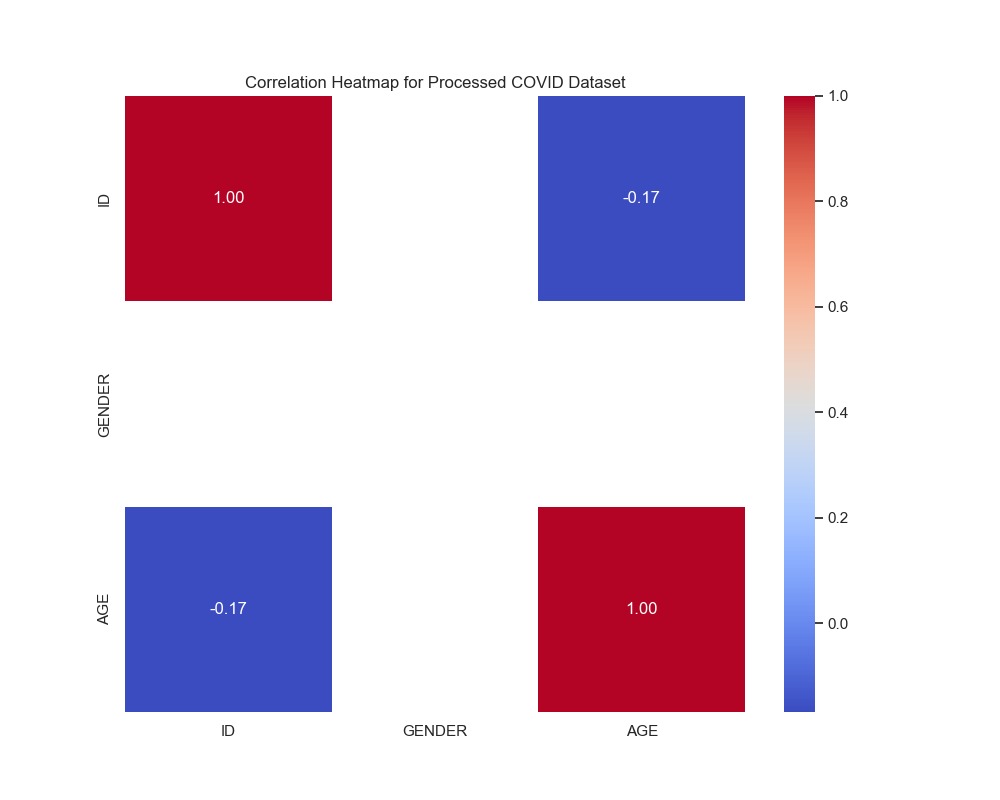 Correlation Heatmap for Processed COVID Dataset
ID
GENDER
AGE
1.00
-0.17
-0.17
1.00
ID
GENDER
AGE
1.0
0.8
0.6
0.4
0.2
0.0